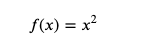 f(x) = x²